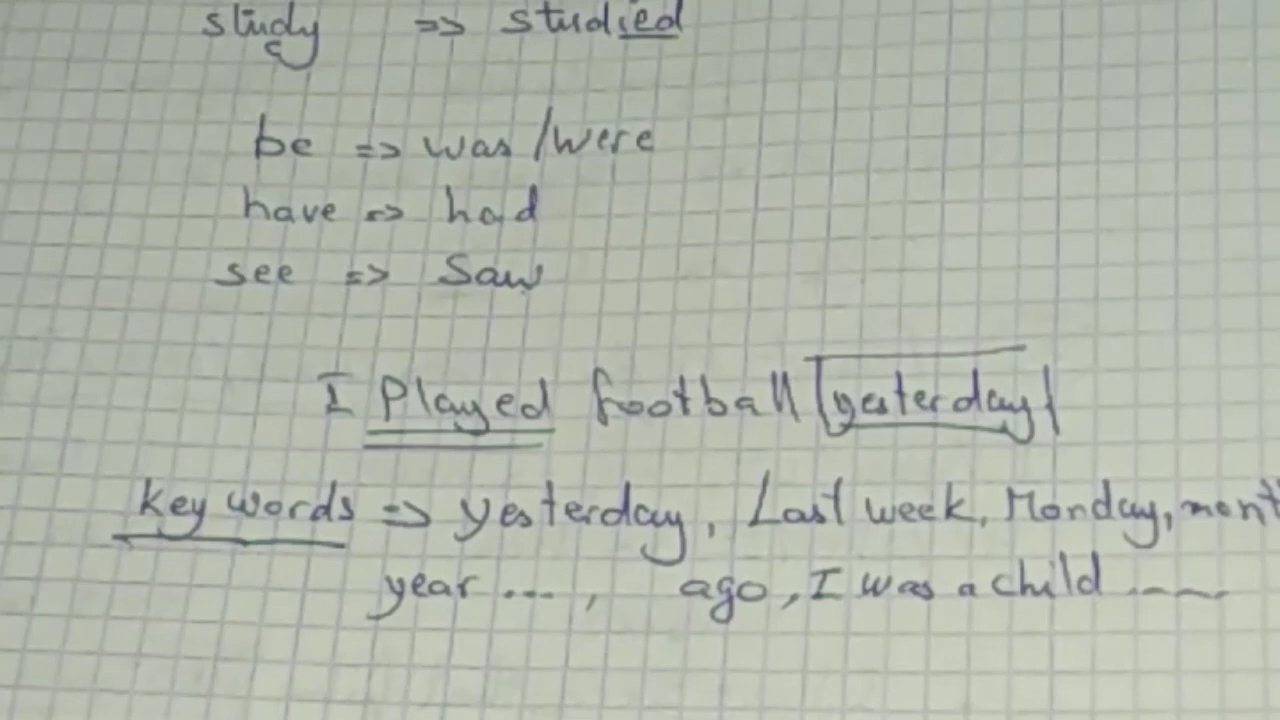 study => studied
be => was/were
have => had
see => Saw
I Played football [yesterday]
key words => yesterday, Last week, Monday, mont
year ..., ago, I was a child ....